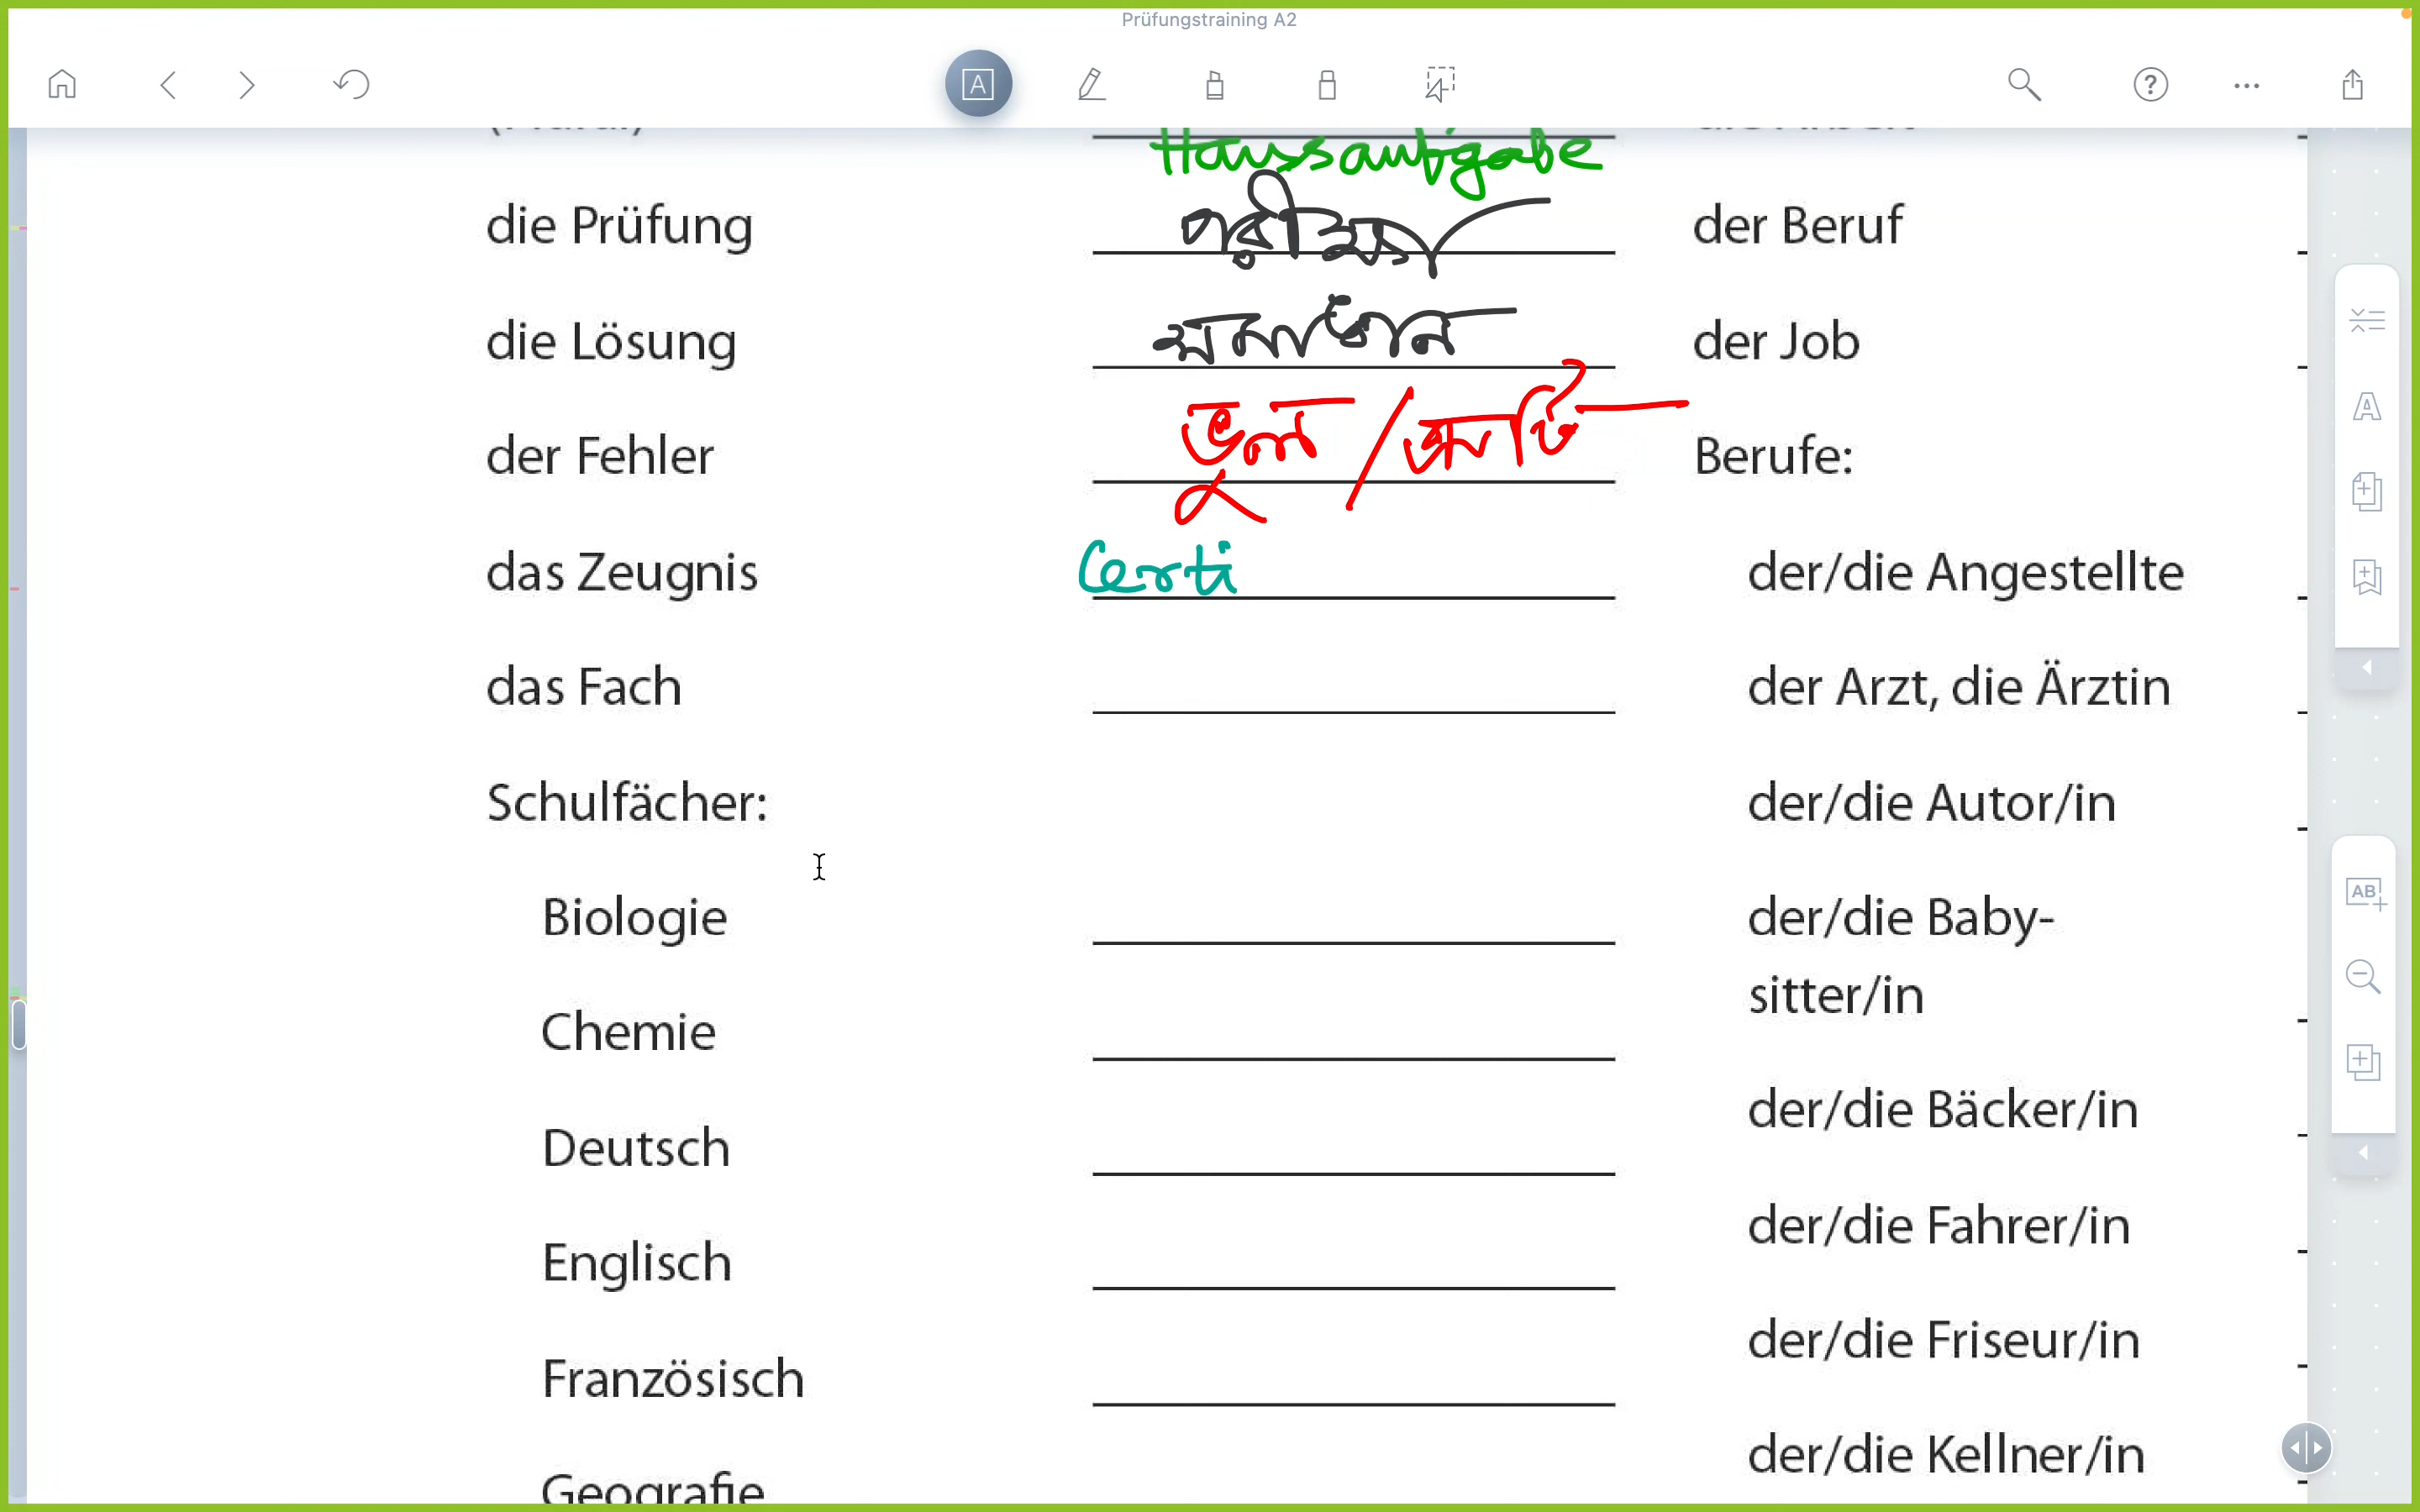 Prüfungstraining A2
Haussaufgabe
die Prüfung পরীক্ষা
der Beruf
die Lösung সমাধান
der Job
der Fehler ভুল /
Berufe:
das Zeugnis Certi
der/die Angestellte
das Fach
der Arzt, die Ärztin
Schulfächer:
der/die Autor/in
Biologie
der/die Baby-
sitter/in
Chemie
der/die Bäcker/in
Deutsch
der/die Fahrer/in
Englisch
der/die Friseur/in
Französisch
der/die Kellner/in
Geografie